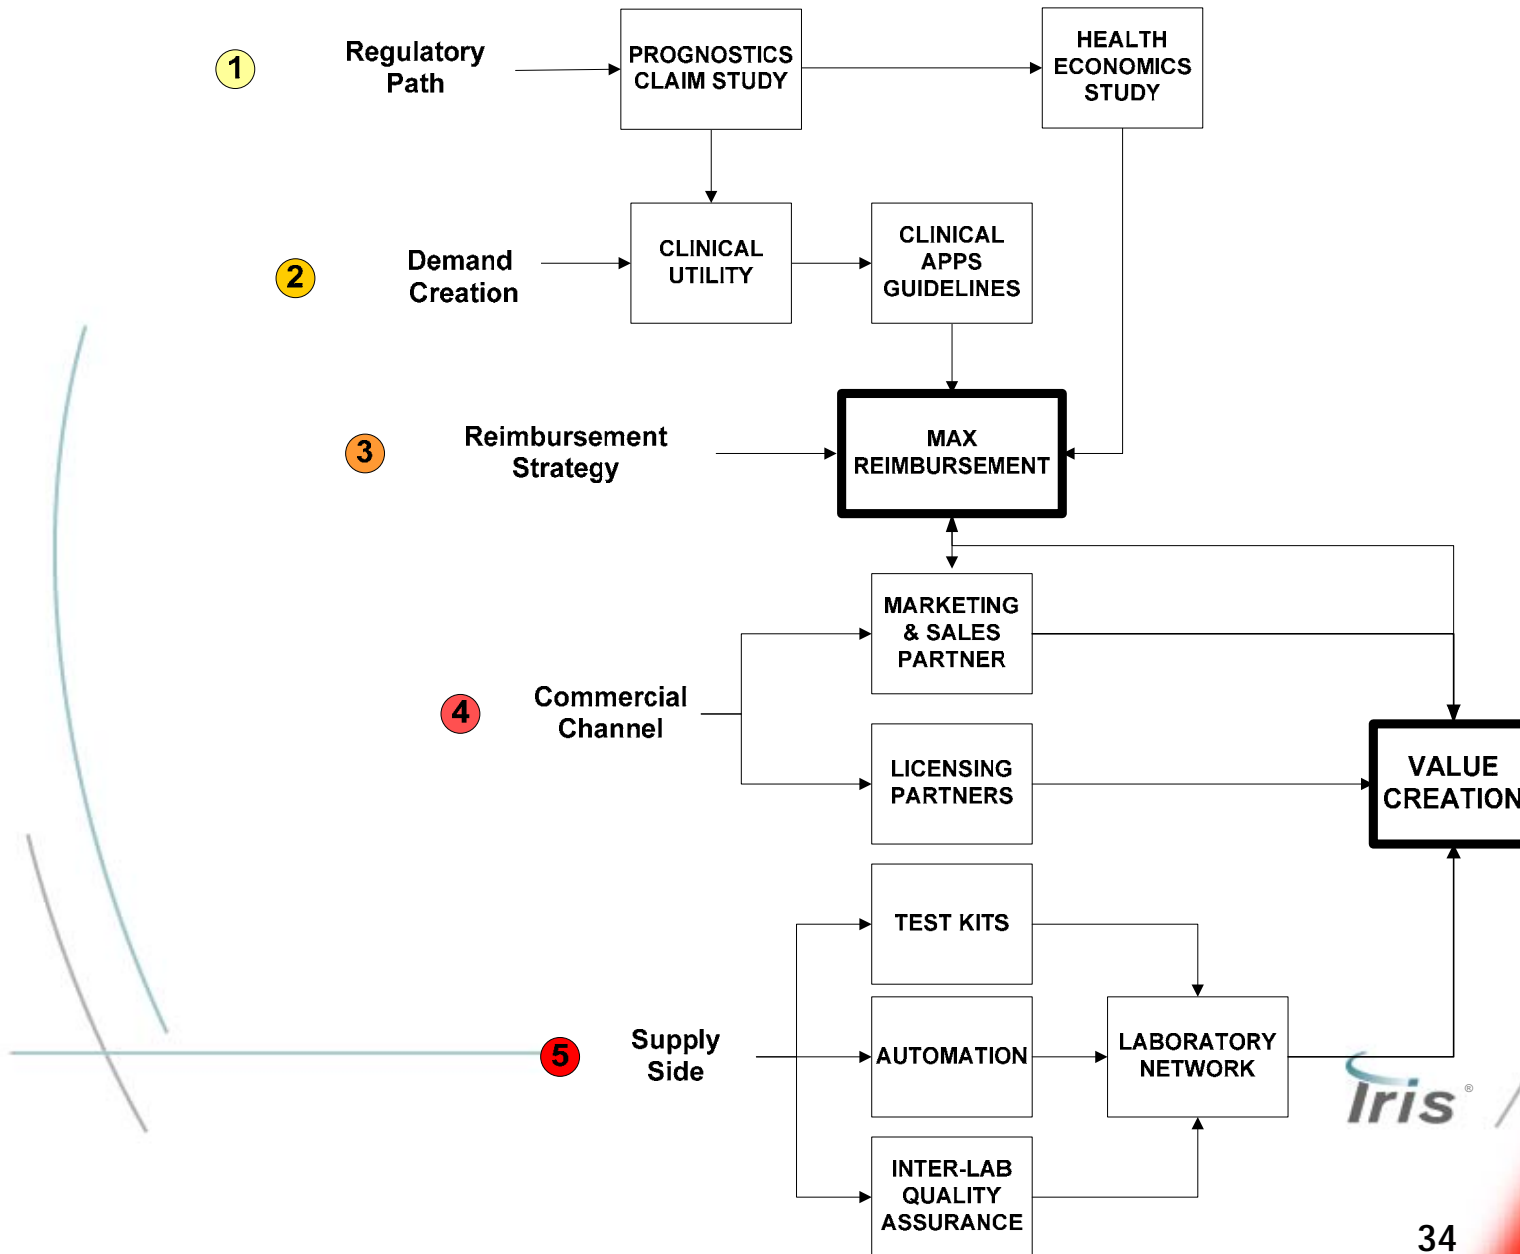 1
Regulatory
Path
PROGNOSTICS
CLAIM STUDY
HEALTH
ECONOMICS
STUDY
2
Demand
Creation
CLINICAL
UTILITY
CLINICAL
APPS
GUIDELINES
3
Reimbursement
Strategy
MAX
REIMBURSEMENT
4
Commercial
Channel
MARKETING
& SALES
PARTNER
LICENSING
PARTNERS
VALUE
CREATION
5
Supply
Side
TEST KITS
AUTOMATION
INTER-LAB
QUALITY
ASSURANCE
LABORATORY
NETWORK
Iris®
34